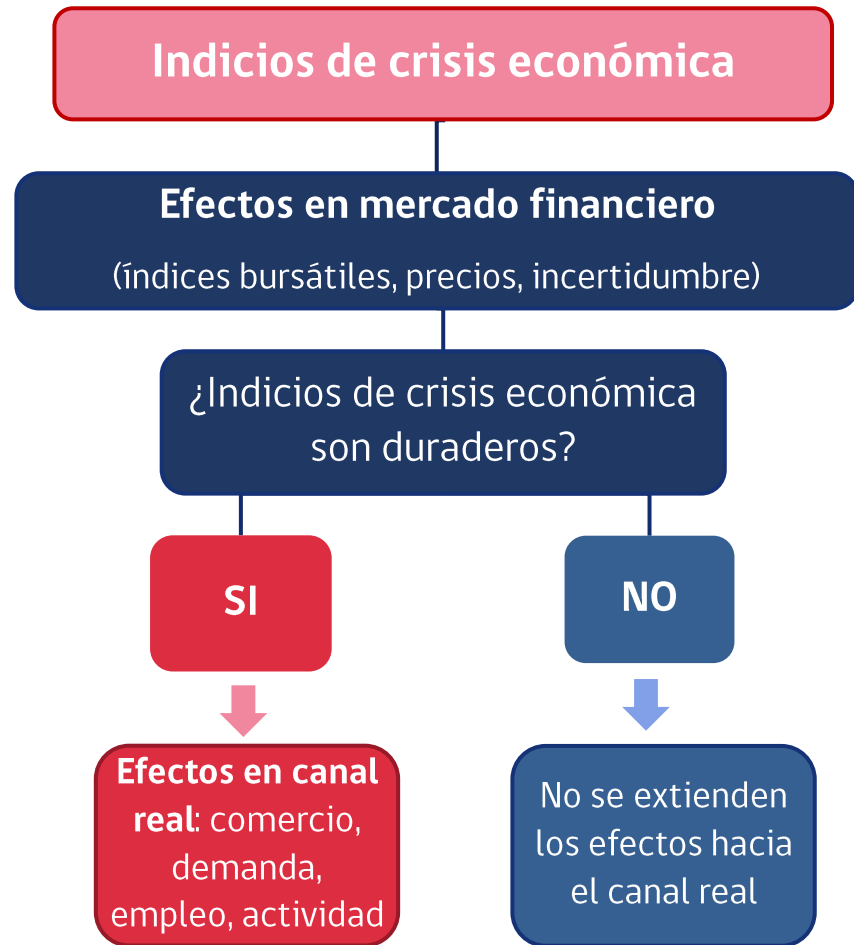 Indicios de crisis económica
Efectos en mercado financiero
(índices bursátiles, precios, incertidumbre)
¿Indicios de crisis económica
son duraderos?
SI
NO
Efectos en canal
real: comercio,
demanda,
empleo, actividad
No se extienden
los efectos hacia
el canal real